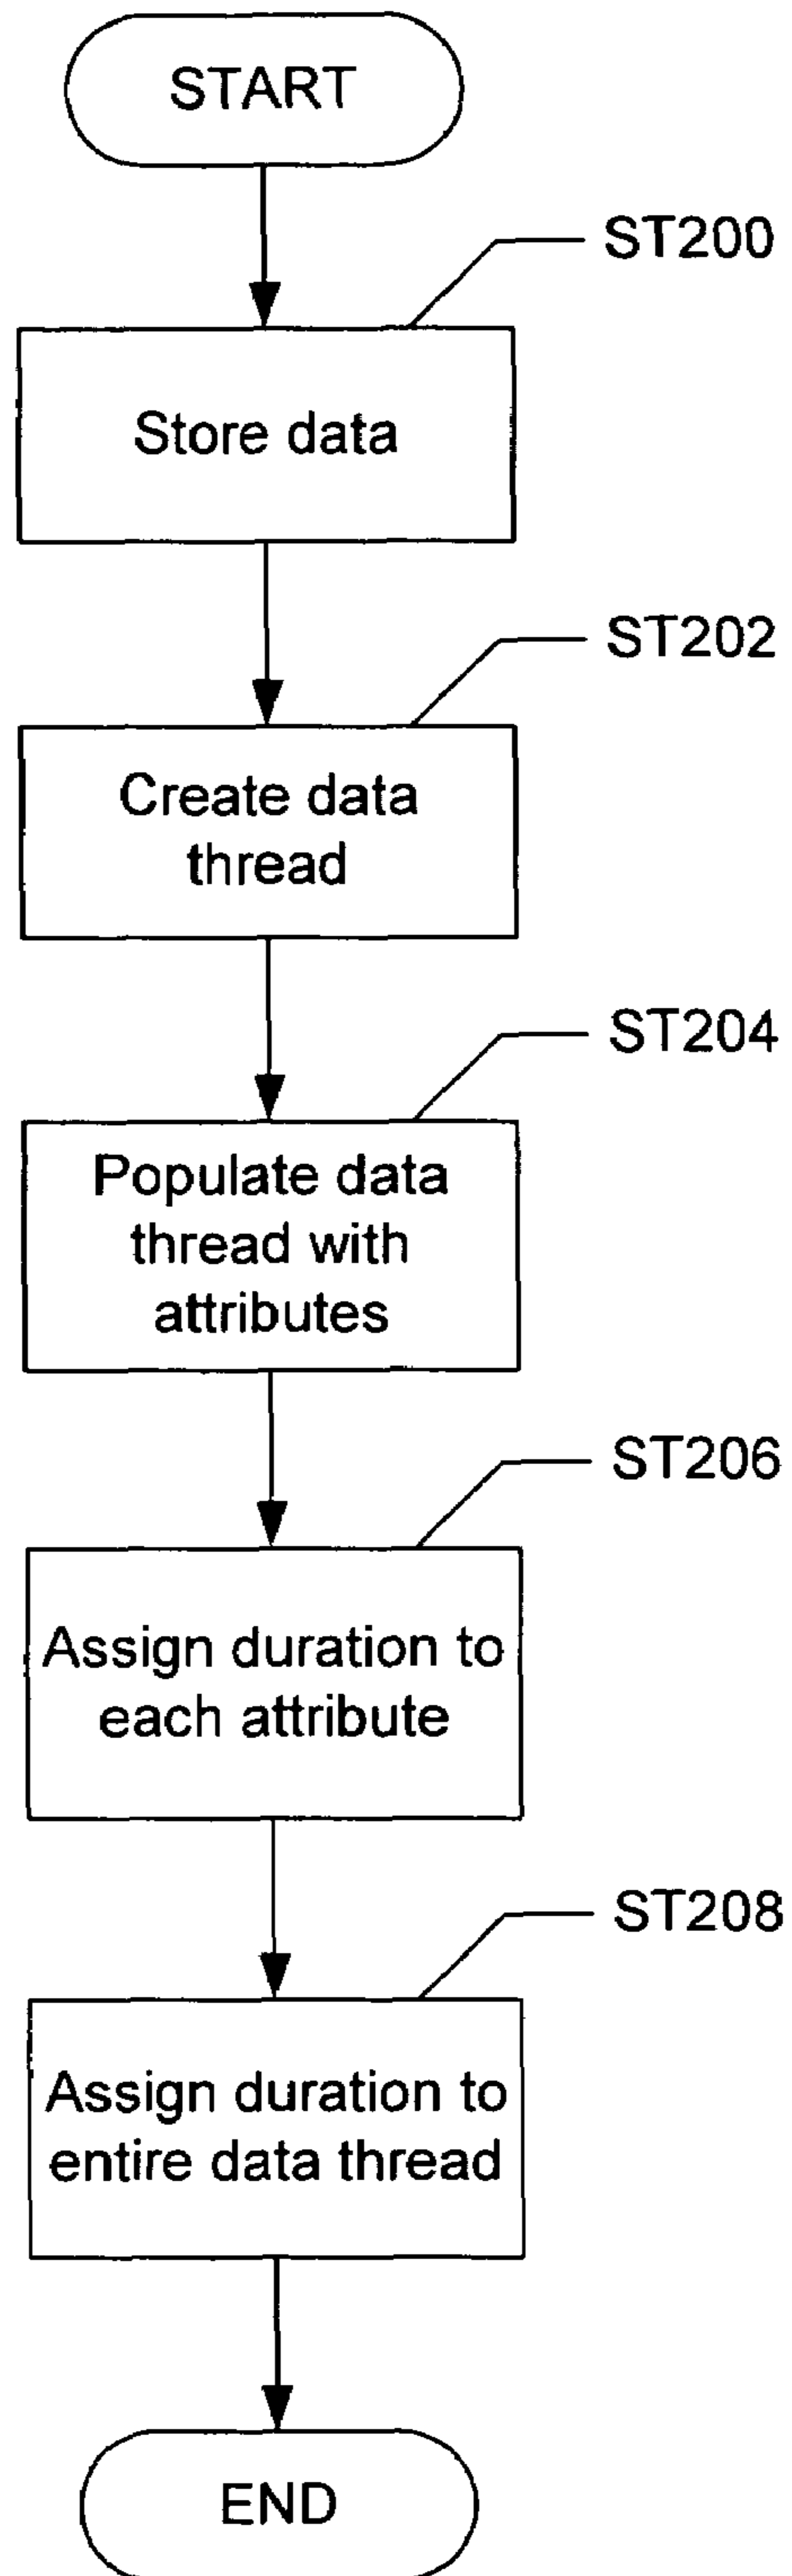 START
ST200
Store data
ST202
Create data
thread
ST204
Populate data
thread with
attributes
ST206
Assign duration to
each attribute
ST208
Assign duration to
entire data thread
END